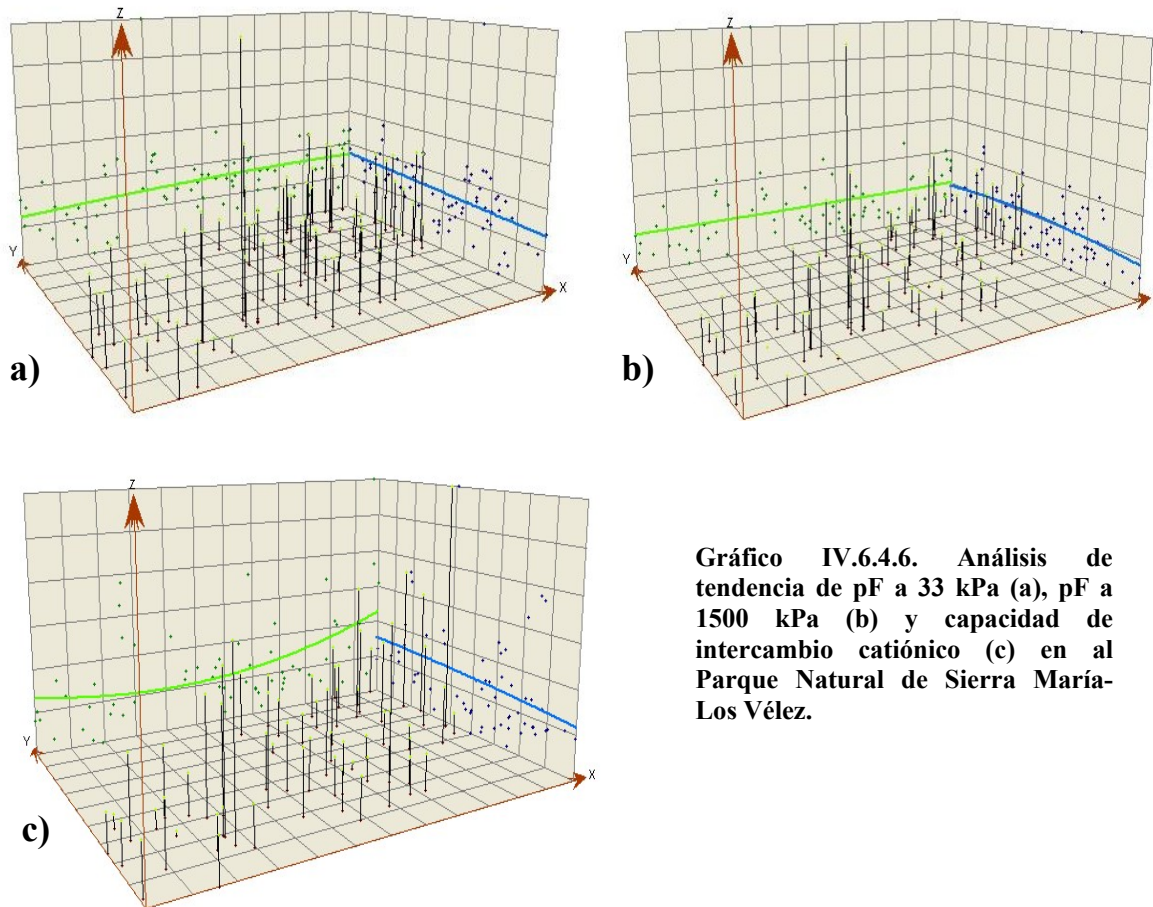 Z
Y
X
a)
Z
Y
b)
Z
Y
X
c)
Gráfico IV.6.4.6. Análisis de
tendencia de pF a 33 kPa (a), pF a
1500 kPa (b) y capacidad de
intercambio catiónico (c) en al
Parque Natural de Sierra María-
Los Vélez.